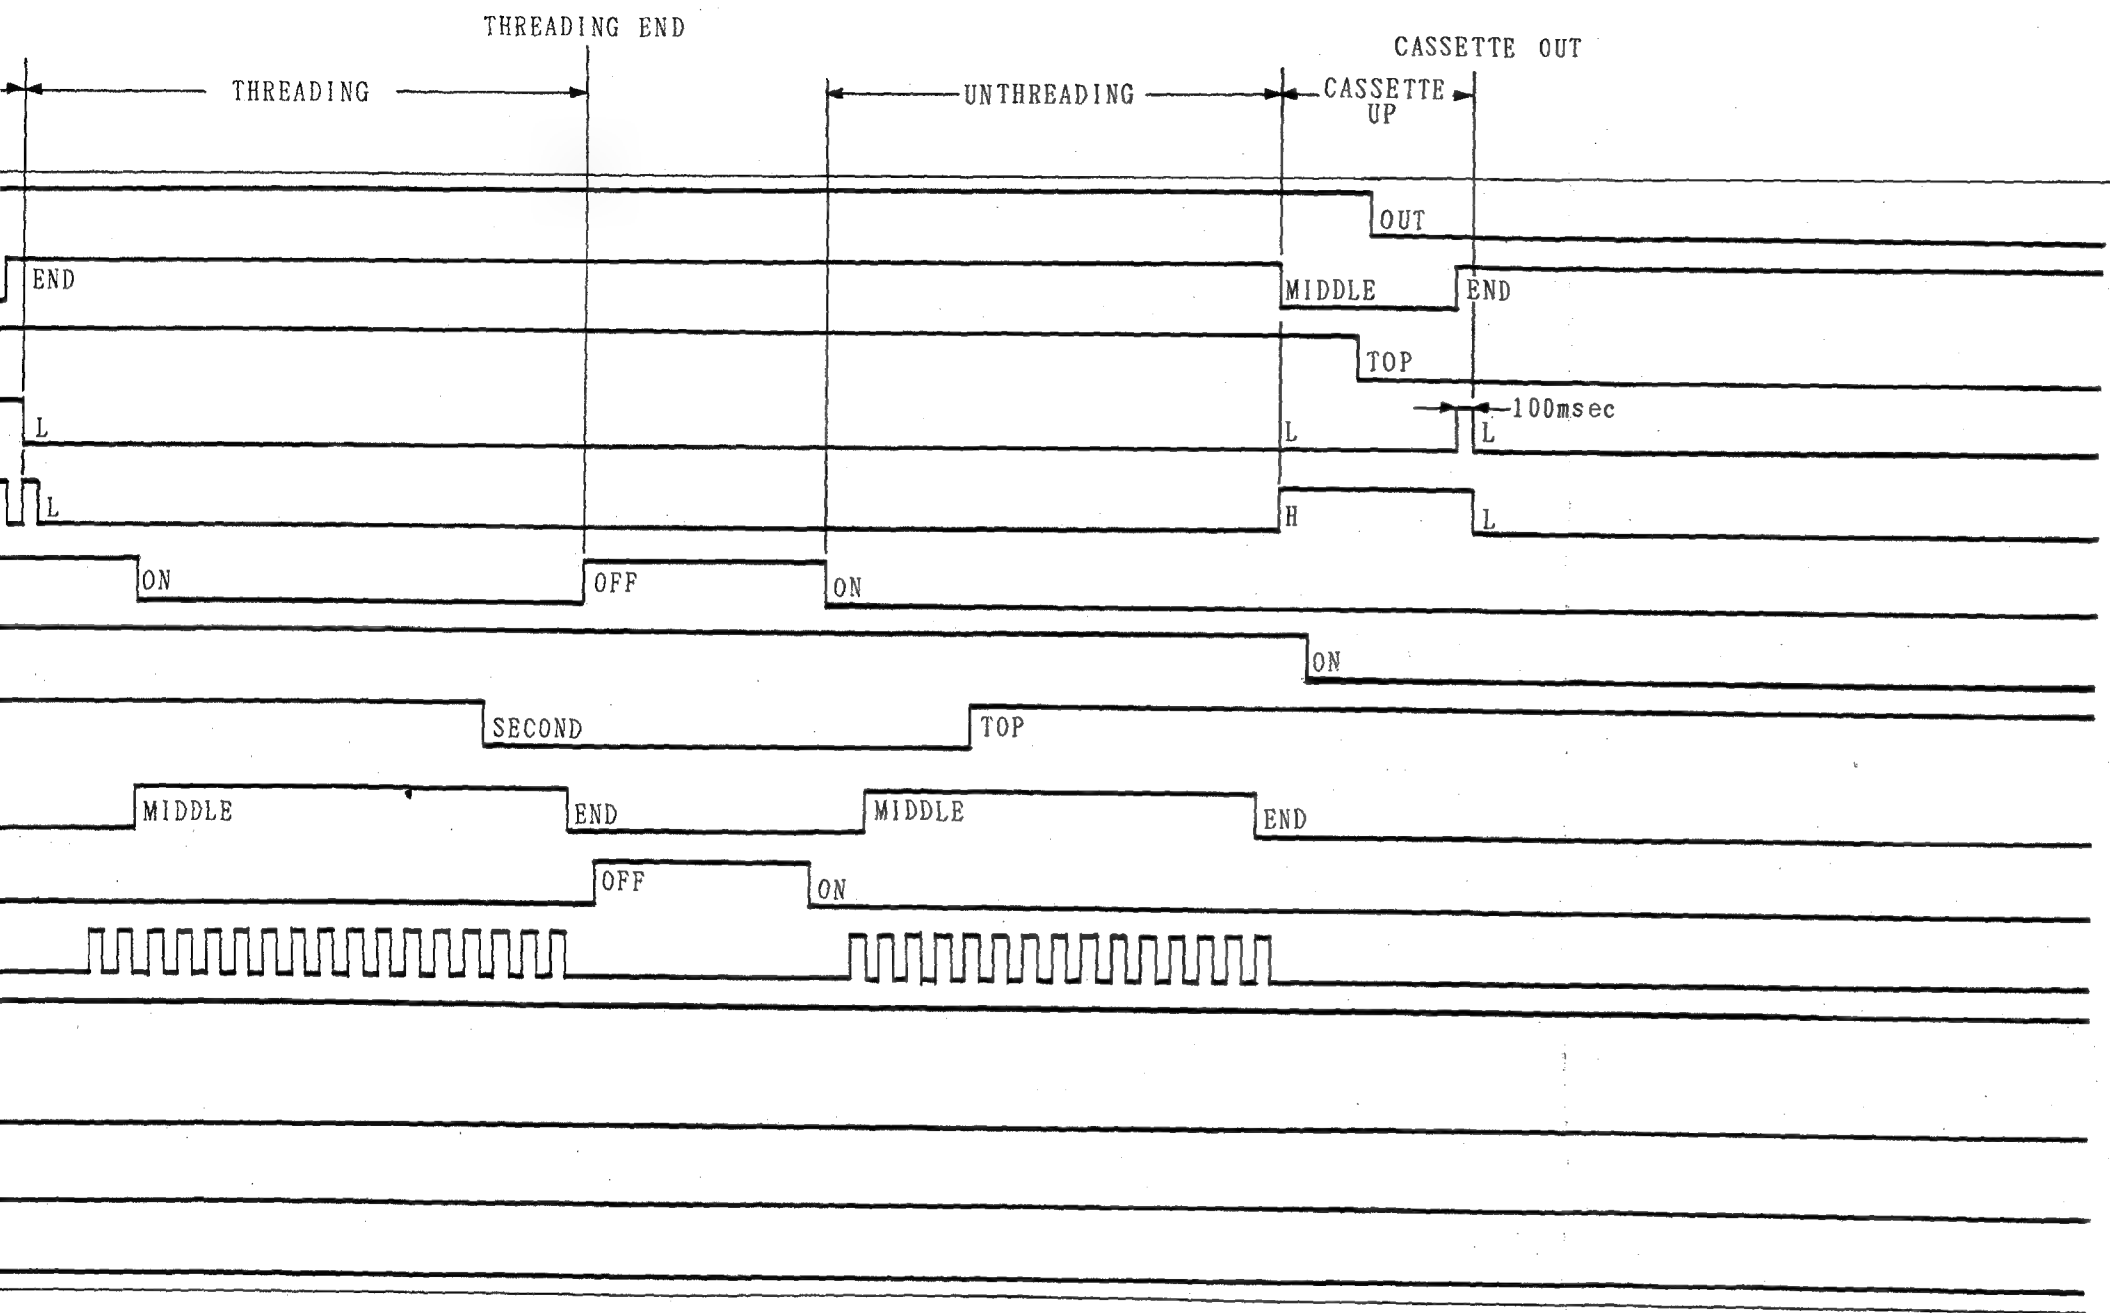 THREADING END
CASSETTE OUT
THREADING
UNTHREADING
CASSETTE
UP
OUT
END
MIDDLE
END
TOP
100msec
L
L
L
L
H
L
ON
OFF
ON
ON
SECOND
TOP
MIDDLE
END
MIDDLE
END
OFF
ON